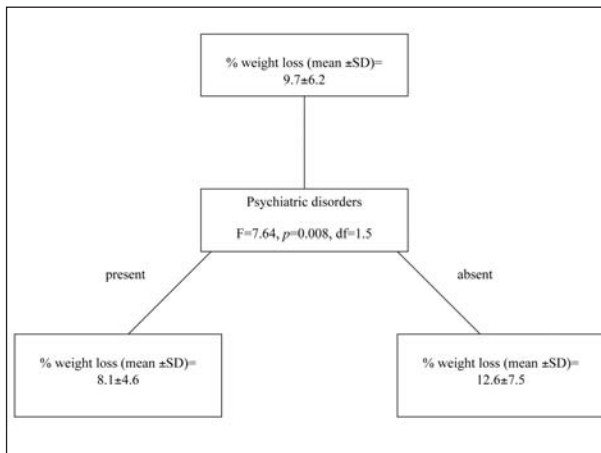 % weight loss (mean ±SD)=
9.7±6.2
Psychiatric disorders
F=7.64, p=0.008, df=1.5
present
absent
% weight loss (mean ±SD)=
8.1±4.6
% weight loss (mean ±SD)=
12.6±7.5